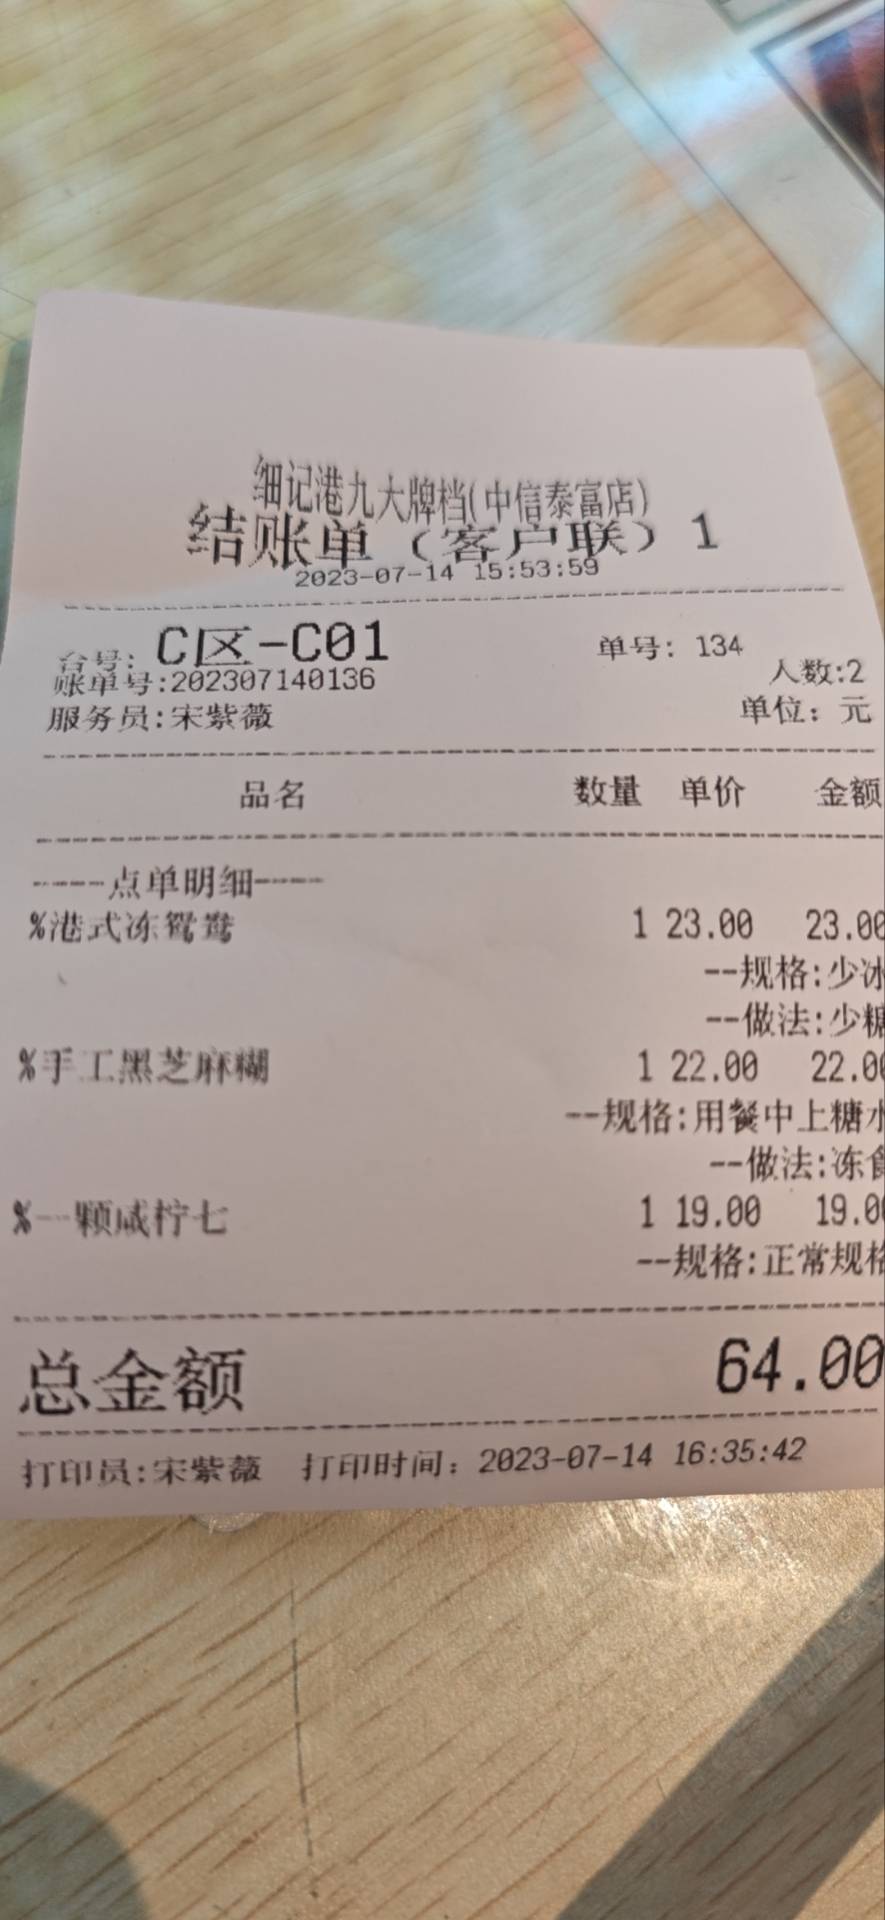 细记港九大牌档(中信泰富店)
结账单（客户联）1
2023-07-14 15:53:59
台号: C区-C01 单号: 134
账单号:202307140136 人数:2
服务员:宋紫薇 单位: 元
品名 数量 单价 金额
-----点单明细-----
%港式冻鸳鸯 1 23.00 23.00
--规格:少冰
--做法:少糖
%手工黑芝麻糊 1 22.00 22.00
--规格:用餐中上糖水
--做法:冻食
%一颗咸柠七 1 19.00 19.00
--规格:正常规格
总金额 64.00
打印员:宋紫薇 打印时间: 2023-07-14 16:35:42